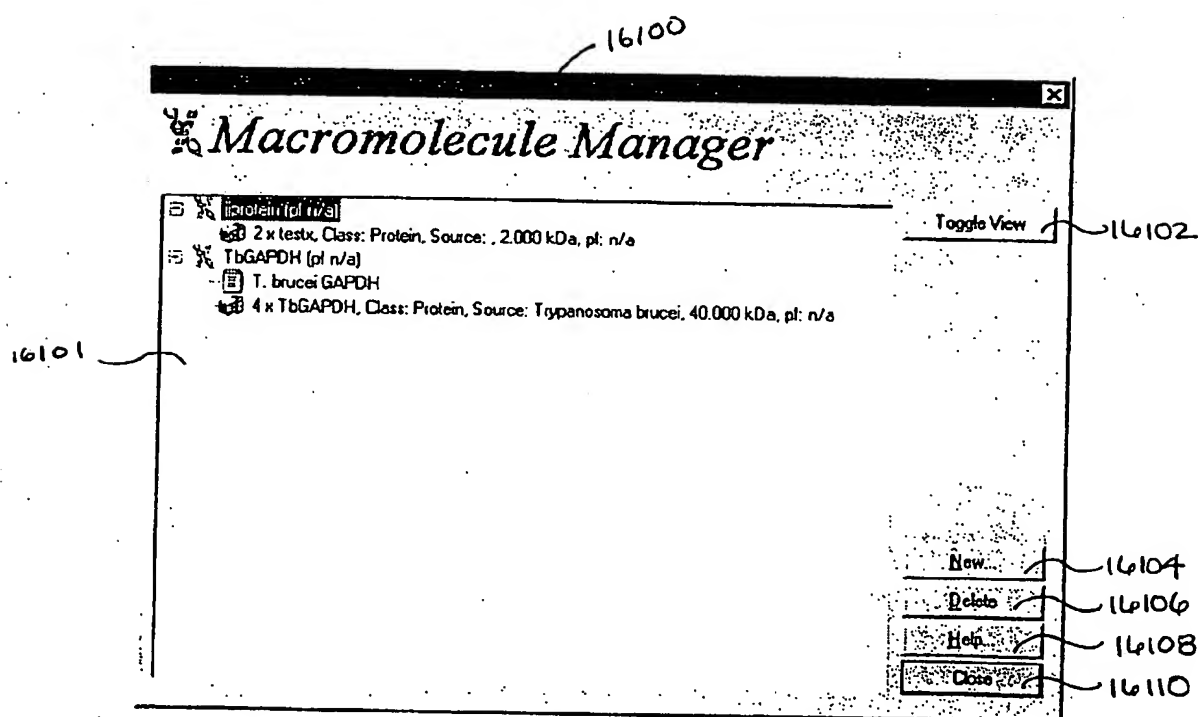 16100
Macromolecule Manager
(pI n/a)
2 x testx, Class: Protein, Source: , 2.000 kDa, pI: n/a
Toggle View
16102
TbGAPDH (pI n/a)
T. brucei GAPDH
4 x TbGAPDH, Class: Protein, Source: Trypanosoma brucei, 40.000 kDa, pI: n/a
16101
New...
16104
Delete
16106
Help...
16108
Close
16110